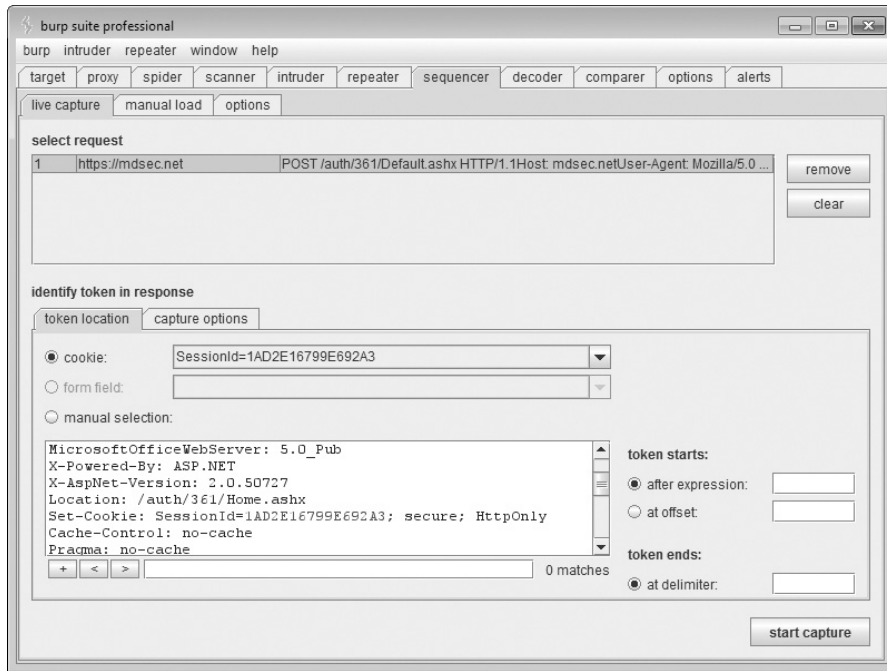 burp suite professional
burp intruder repeater window help
target proxy spider scanner intruder repeater sequencer decoder comparer options alerts
live capture manual load options
select request
1 https://mdsec.net POST /auth/361/Default.ashx HTTP/1.1Host: mdsec.netUser-Agent: Mozilla/5.0 ...
remove
clear
identify token in response
token location capture options
cookie: SessionId=1AD2E16799E692A3
form field:
manual selection:
MicrosoftOfficeWebServer: 5.0_Pub
X-Powered-By: ASP.NET
X-AspNet-Version: 2.0.50727
Location: /auth/361/Home.ashx
Set-Cookie: SessionId=1AD2E16799E692A3; secure; HttpOnly
Cache-Control: no-cache
Pragma: no-cache
+ < > 0 matches
token starts:
after expression:
at offset:
token ends:
at delimiter:
start capture